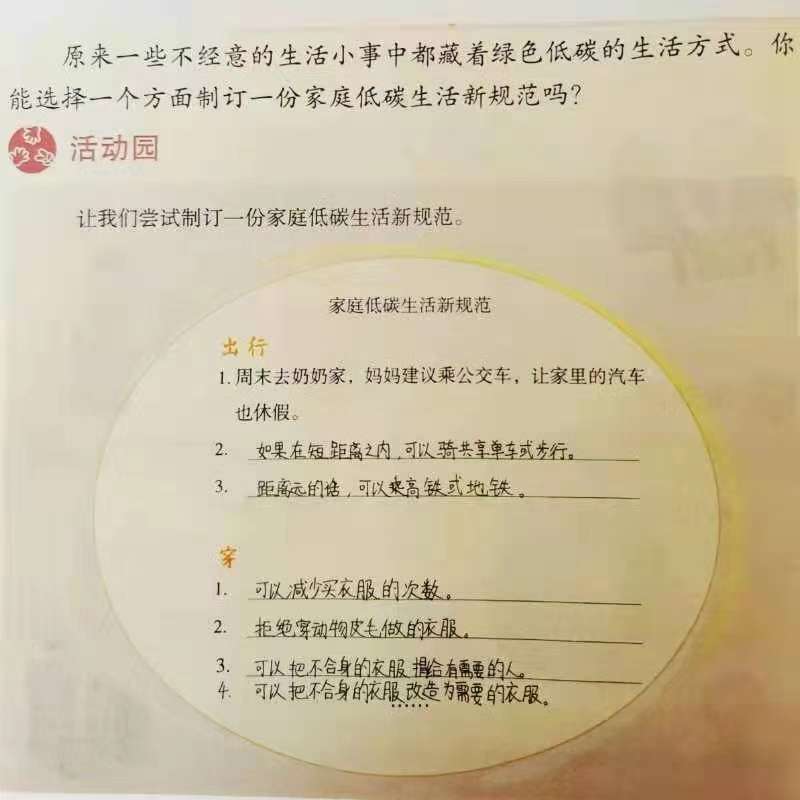 原来一些不经意的生活小事中都藏着绿色低碳的生活方式。你
能选择一个方面制订一份家庭低碳生活新规范吗？
活动园
让我们尝试制订一份家庭低碳生活新规范。
家庭低碳生活新规范
出行
1. 周末去奶奶家，妈妈建议乘公交车，让家里的汽车
也休假。
2. 如果在短距离之内，可以骑共享单车或步行。
3. 距离远的话，可以乘高铁或地铁。
穿
1. 可以减少买衣服的次数。
2. 拒绝穿动物皮毛做的衣服。
3. 可以把不合身的衣服捐给有需要的人。
4. 可以把不合身的衣服改造为需要的衣服。